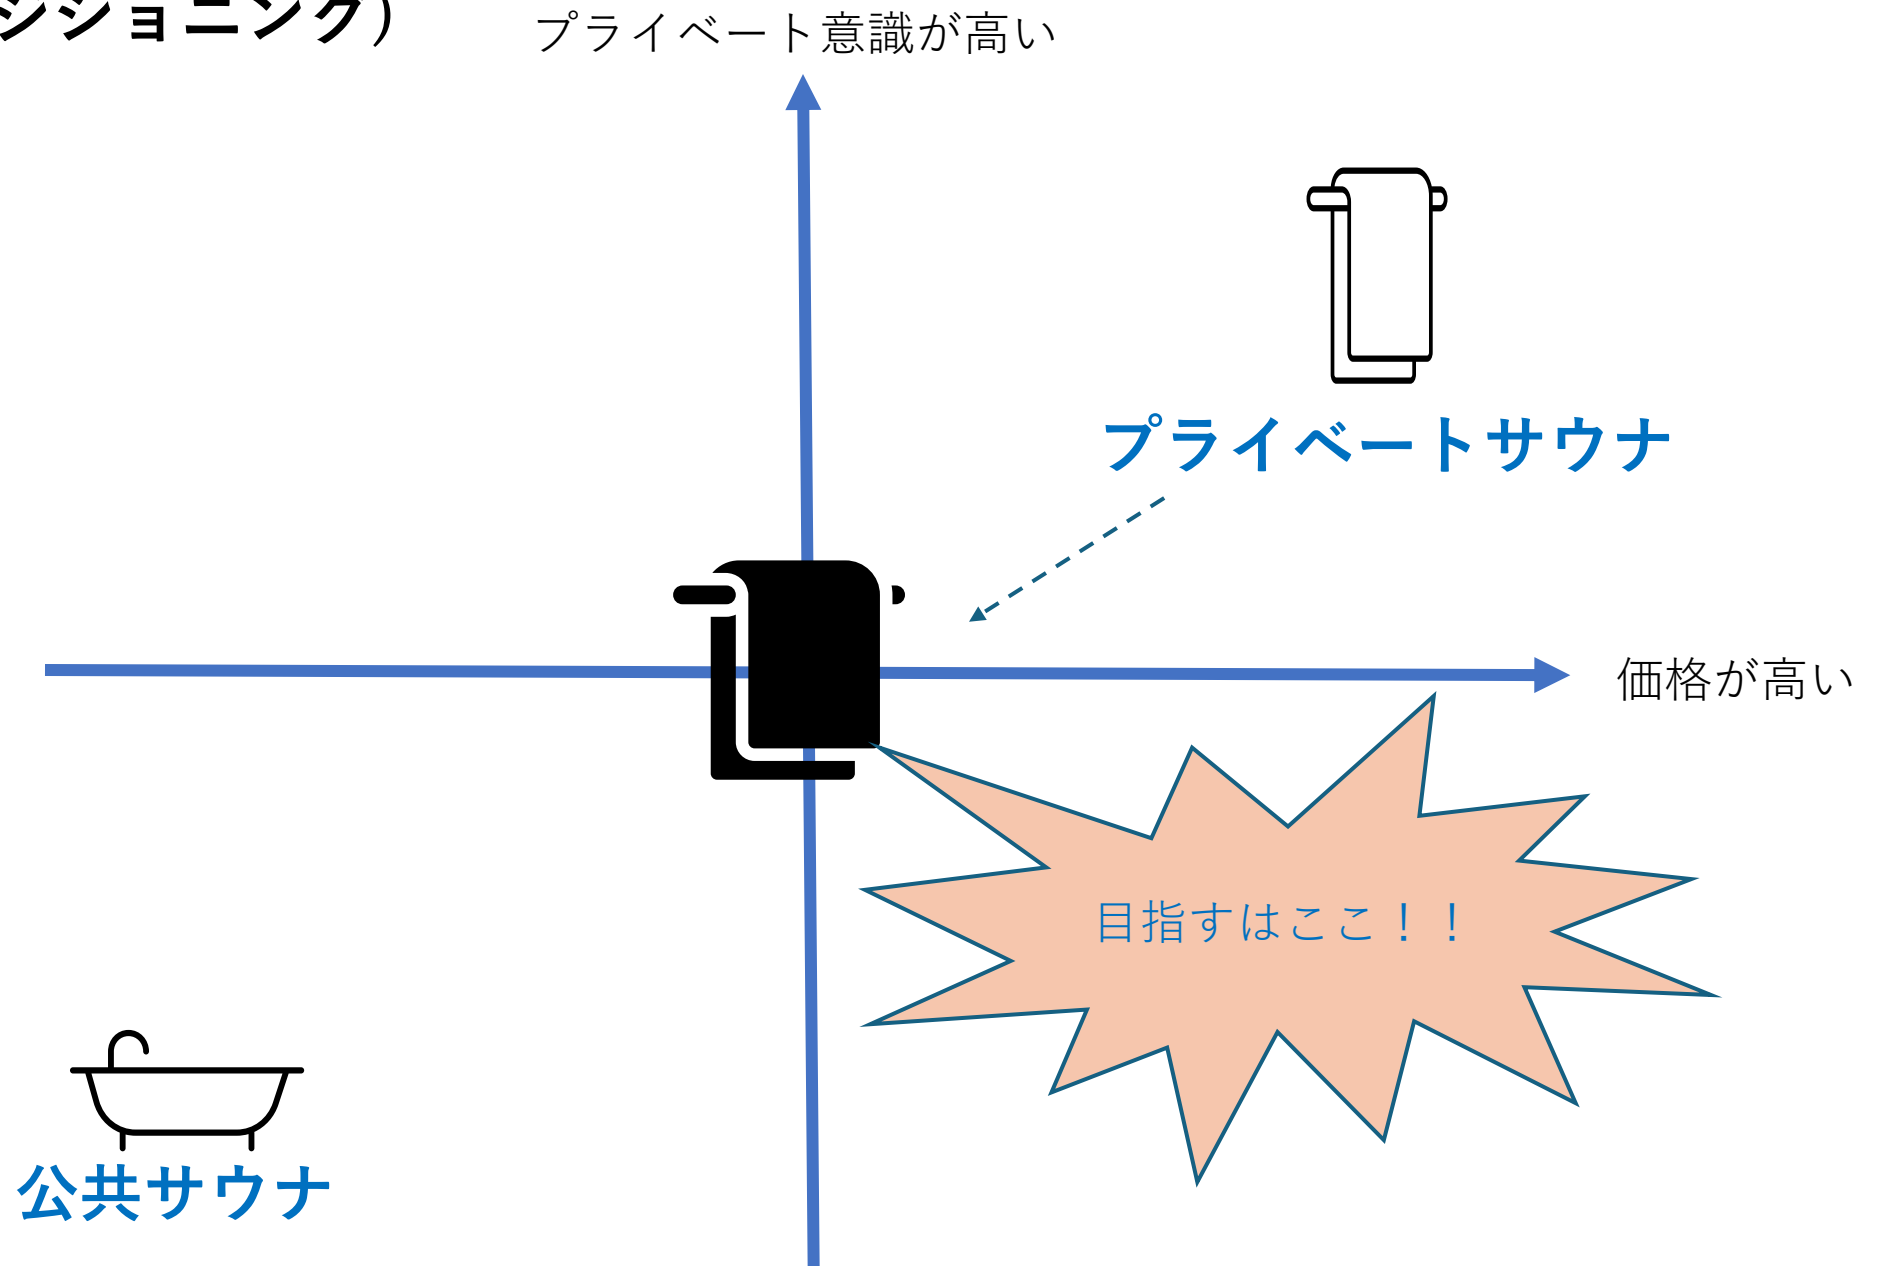 ジショニング)
プライベート意識が高い
プライベートサウナ
価格が高い
目指すはここ！！
公共サウナ